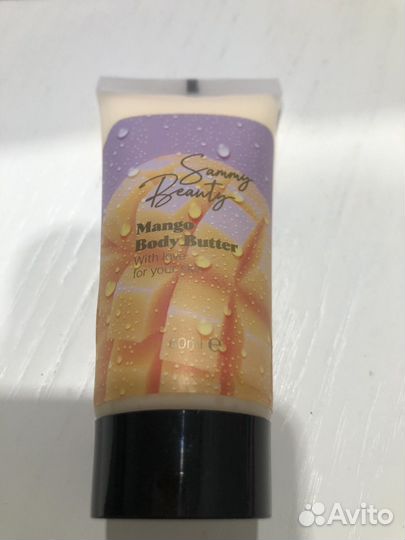 Sammy
Beauty
Mango
Body Butter
With love
for your
Avito